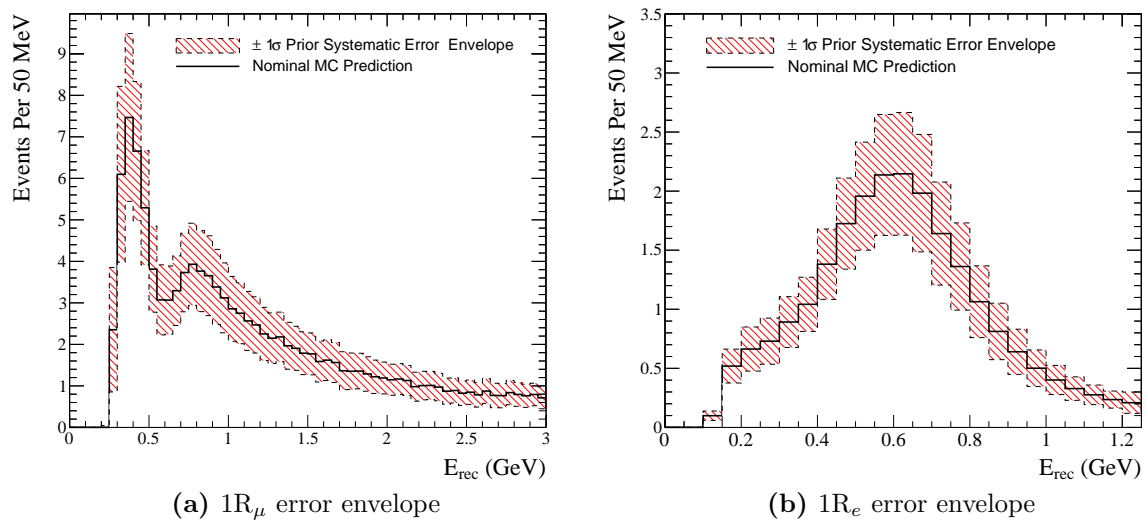 Events Per 50 MeV
9
8
7
6
5
4
3
2
1
0
0 0.5 1 1.5 2 2.5 3
E_rec (GeV)
± 1σ Prior Systematic Error Envelope
Nominal MC Prediction
(a) 1R_μ error envelope
Events Per 50 MeV
3.5
3
2.5
2
1.5
1
0.5
0
0 0.2 0.4 0.6 0.8 1 1.2
E_rec (GeV)
± 1σ Prior Systematic Error Envelope
Nominal MC Prediction
(b) 1R_e error envelope